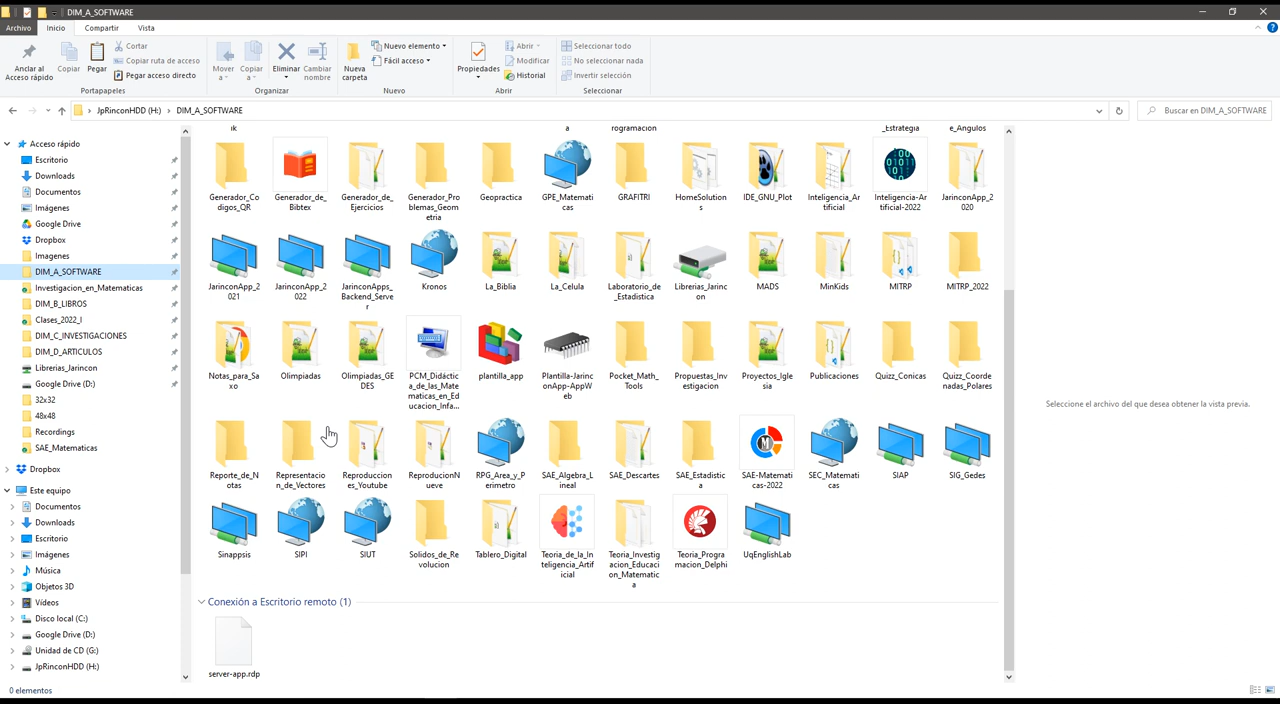 DIM_A_SOFTWARE
Archivo Inicio Compartir Vista
Anclar al Acceso rápido
Copiar
Pegar
Cortar
Copiar ruta de acceso
Pegar acceso directo
Portapapeles
Mover a
Copiar a
Eliminar
Cambiar nombre
Organizar
Nueva carpeta
Nuevo elemento
Fácil acceso
Nuevo
Propiedades
Abrir
Modificar
Historial
Abrir
Seleccionar todo
No seleccionar nada
Invertir selección
Seleccionar
JpRinconHDD (H:) > DIM_A_SOFTWARE
Buscar en DIM_A_SOFTWARE
Acceso rápido
Escritorio
Downloads
Documentos
Imágenes
Google Drive
Dropbox
Imagenes
DIM_A_SOFTWARE
Investigacion_en_Matematicas
DIM_B_LIBROS
Clases_2022_I
DIM_C_INVESTIGACIONES
DIM_D_ARTICULOS
Librerias_Jarincon
Google Drive (D:)
32x32
48x48
Recordings
SAE_Matematicas
Dropbox
Este equipo
Documentos
Downloads
Escritorio
Imágenes
Música
Objetos 3D
Vídeos
Disco local (C:)
Google Drive (D:)
Unidad de CD (G:)
JpRinconHDD (H:)
ik a rogramacion _Estrategia e_Angulos
Generador_Codigos_QR
Generador_de_Bibtex
Generador_de_Ejercicios
Generador_Problemas_Geometria
Geopractica
GPE_Matematicas
GRAFITRI
HomeSolutions
IDE_GNU_Plot
Inteligencia_Artificial
Inteligencia-Artificial-2022
JarinconApp_2020
JarinconApp_2021
JarinconApp_2022
JarinconApps_Backend_Server
Kronos
La_Biblia
La_Celula
Laboratorio_de_Estadistica
Librerias_Jarincon
MADS
MinKids
MITRP
MITRP_2022
Notas_para_Saxo
Olimpiadas
Olimpiadas_GEDES
PCM_Didáctica_de_las_Matematicas_en_Educacion_Infa...
plantilla_app
Plantilla-JarinconApp-AppWeb
Pocket_Math_Tools
Propuestas_Investigacion
Proyectos_Iglesia
Publicaciones
Quizz_Conicas
Quizz_Coordenadas_Polares
Reporte_de_Notas
Representacion_de_Vectores
Reproducciones_Youtube
ReproducionNueve
RPG_Area_y_Perimetro
SAE_Algebra_Lineal
SAE_Descartes
SAE_Estadistica
SAE-Matematicas-2022
SEC_Matematicas
SIAP
SIG_Gedes
Sinappsis
SIPI
SIUT
Solidos_de_Revolucion
Tablero_Digital
Teoria_de_la_Inteligencia_Artificial
Teoria_Investig_Educacion_Matematica
Teoria_Programacion_Delphi
UqEnglishLab
Conexión a Escritorio remoto (1)
server-app.rdp
Seleccione el archivo del que desea obtener la vista previa.
0 elementos